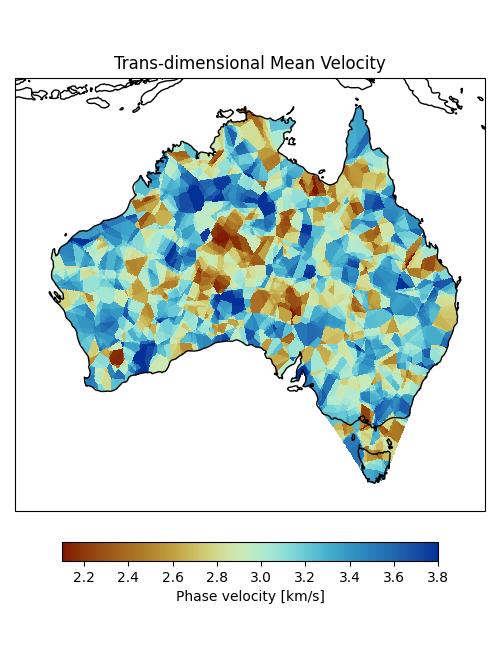 Trans-dimensional Mean Velocity
2.2 2.4 2.6 2.8 3.0 3.2 3.4 3.6 3.8
Phase velocity [km/s]